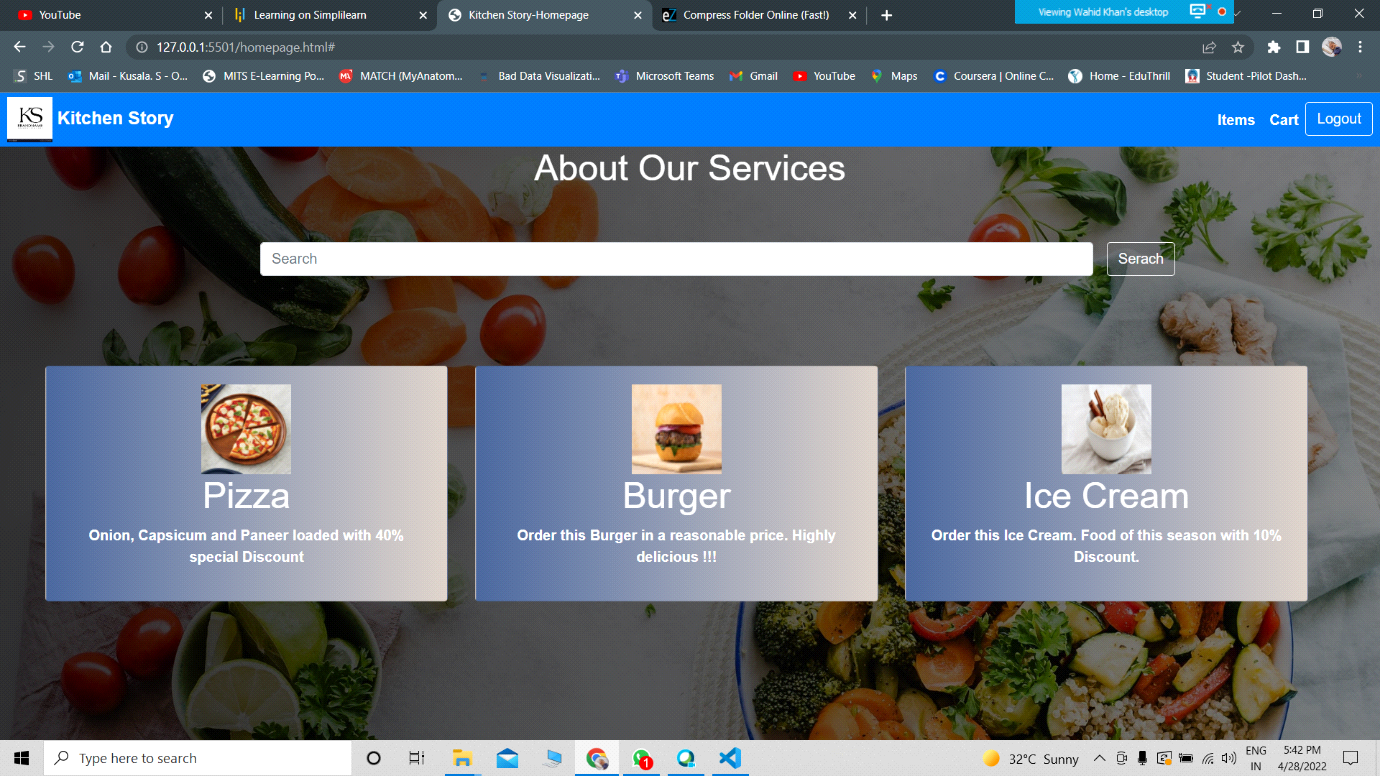 YouTube
Learning on Simplilearn
Kitchen Story-Homepage
Compress Folder Online (Fast!)
Viewing Wahid Khan's desktop
127.0.0.1:5501/homepage.html#
SHL
Mail - Kusala. S - O...
MITS E-Learning Po...
MATCH (MyAnatom...
Bad Data Visualizati...
Microsoft Teams
Gmail
YouTube
Maps
Coursera | Online C...
Home - EduThrill
Student -Pilot Dash...
KS
Kitchen Story
Items
Cart
Logout
About Our Services
Search
Serach
Pizza
Onion, Capsicum and Paneer loaded with 40%
special Discount
Burger
Order this Burger in a reasonable price. Highly
delicious !!!
Ice Cream
Order this Ice Cream. Food of this season with 10%
Discount.
Type here to search
1
32°C Sunny
ENG
IN
5:42 PM
4/28/2022